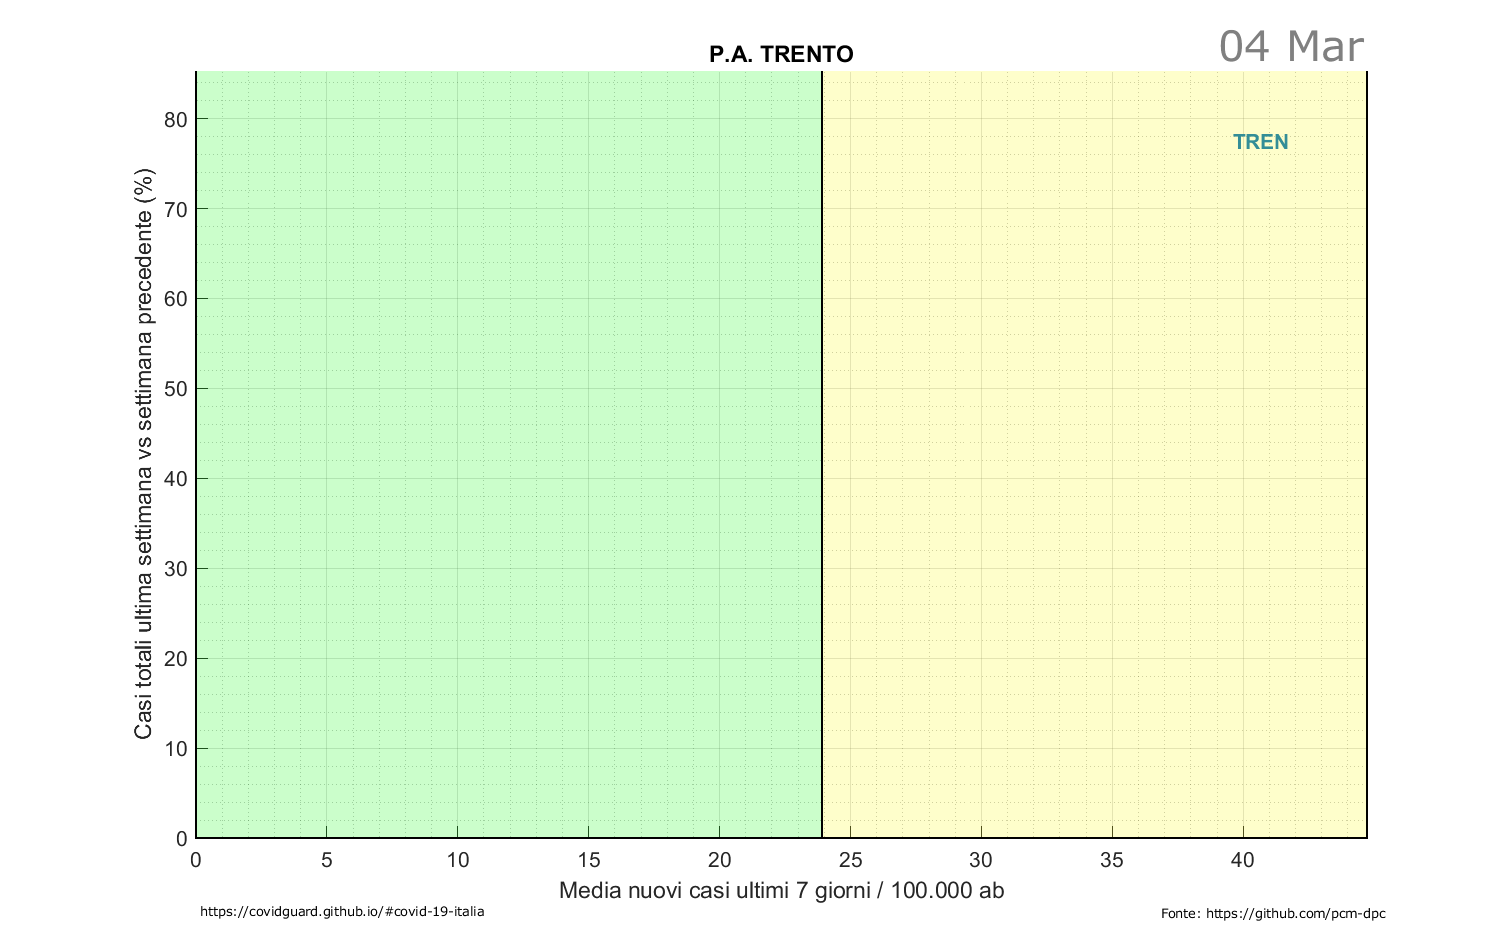 04 Mar
P.A. TRENTO
TREN
Casi totali ultima settimana vs settimana precedente (%)
80
70
60
50
40
30
20
10
0
0 5 10 15 20 25 30 35 40
Media nuovi casi ultimi 7 giorni / 100.000 ab
https://covidguard.github.io/#covid-19-italia
Fonte: https://github.com/pcm-dpc